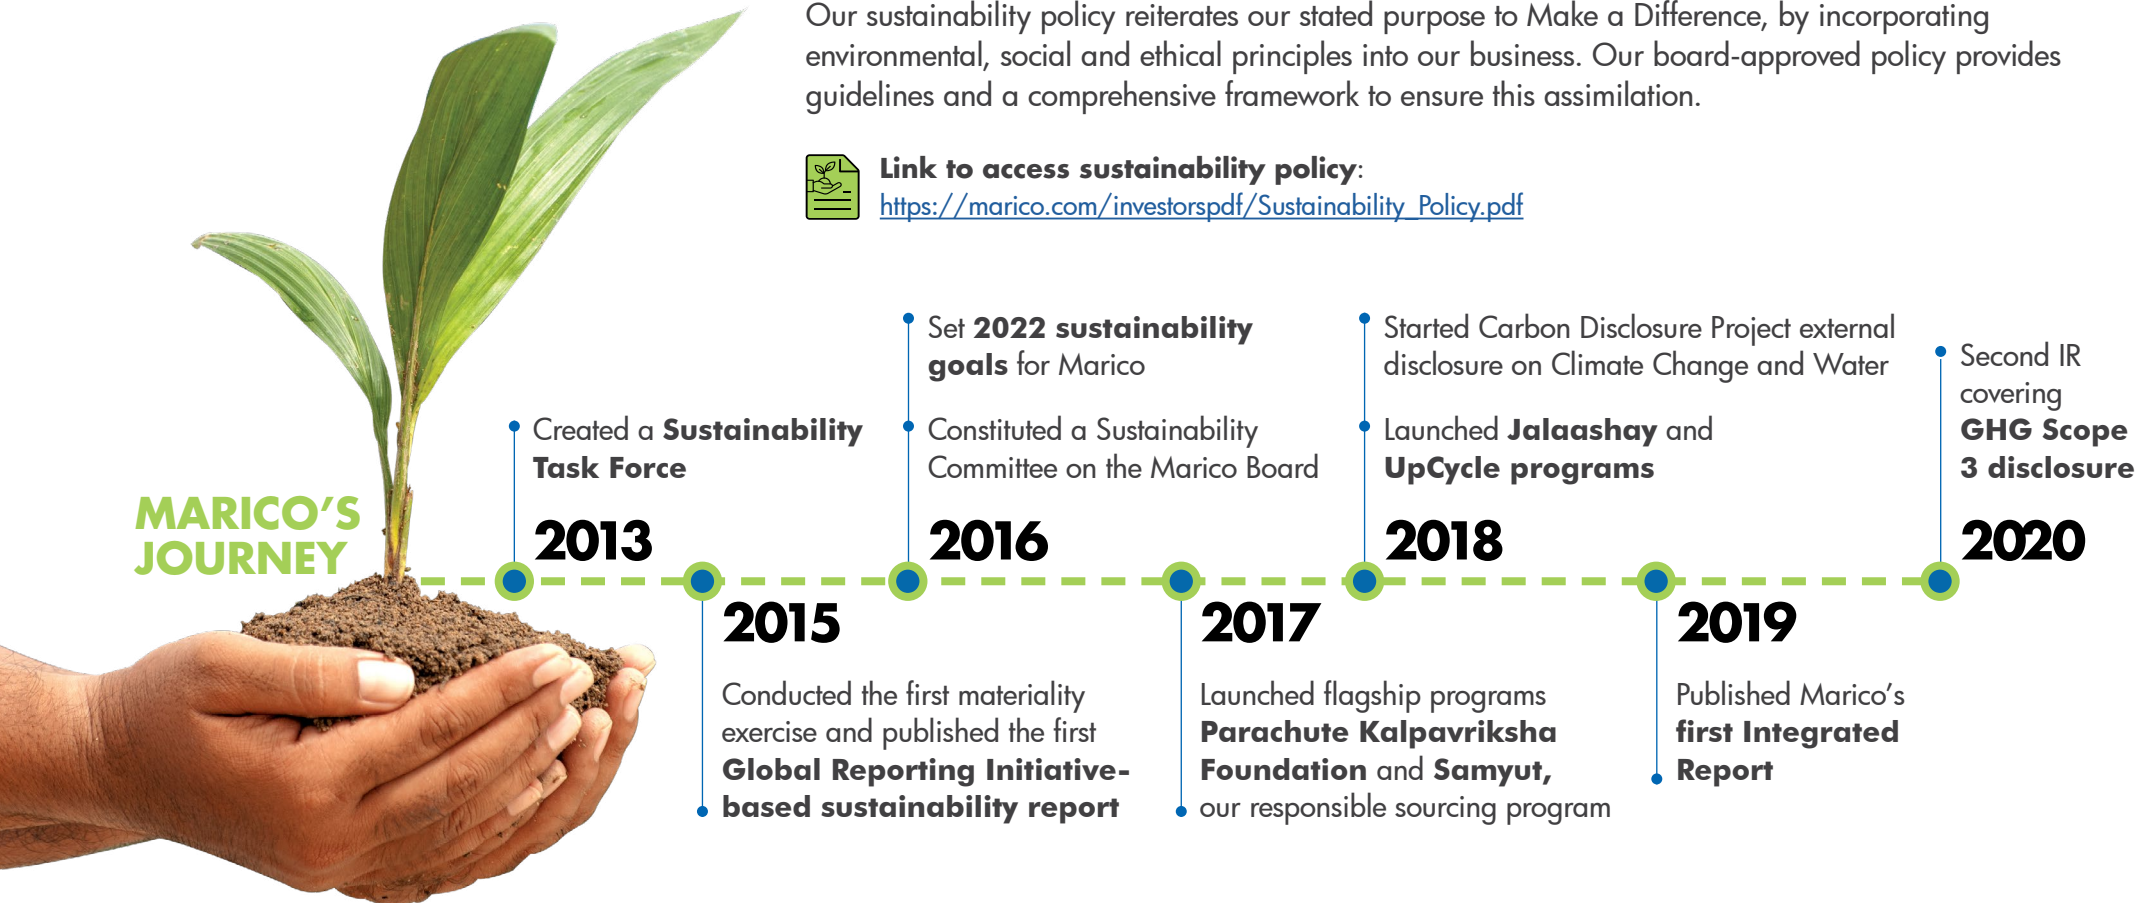 Our sustainability policy reiterates our stated purpose to Make a Difference, by incorporating
environmental, social and ethical principles into our business. Our board-approved policy provides
guidelines and a comprehensive framework to ensure this assimilation.
Link to access sustainability policy:
https://marico.com/investorspdf/Sustainability_Policy.pdf
MARICO’S
JOURNEY
Created a Sustainability
Task Force
2013
2015
Conducted the first materiality
exercise and published the first
Global Reporting Initiative-
based sustainability report
Set 2022 sustainability
goals for Marico
Constituted a Sustainability
Committee on the Marico Board
2016
2017
Launched flagship programs
Parachute Kalpavriksha
Foundation and Samyut,
our responsible sourcing program
Started Carbon Disclosure Project external
disclosure on Climate Change and Water
Launched Jalaashay and
UpCycle programs
2018
2019
Published Marico’s
first Integrated
Report
Second IR
covering
GHG Scope
3 disclosure
2020